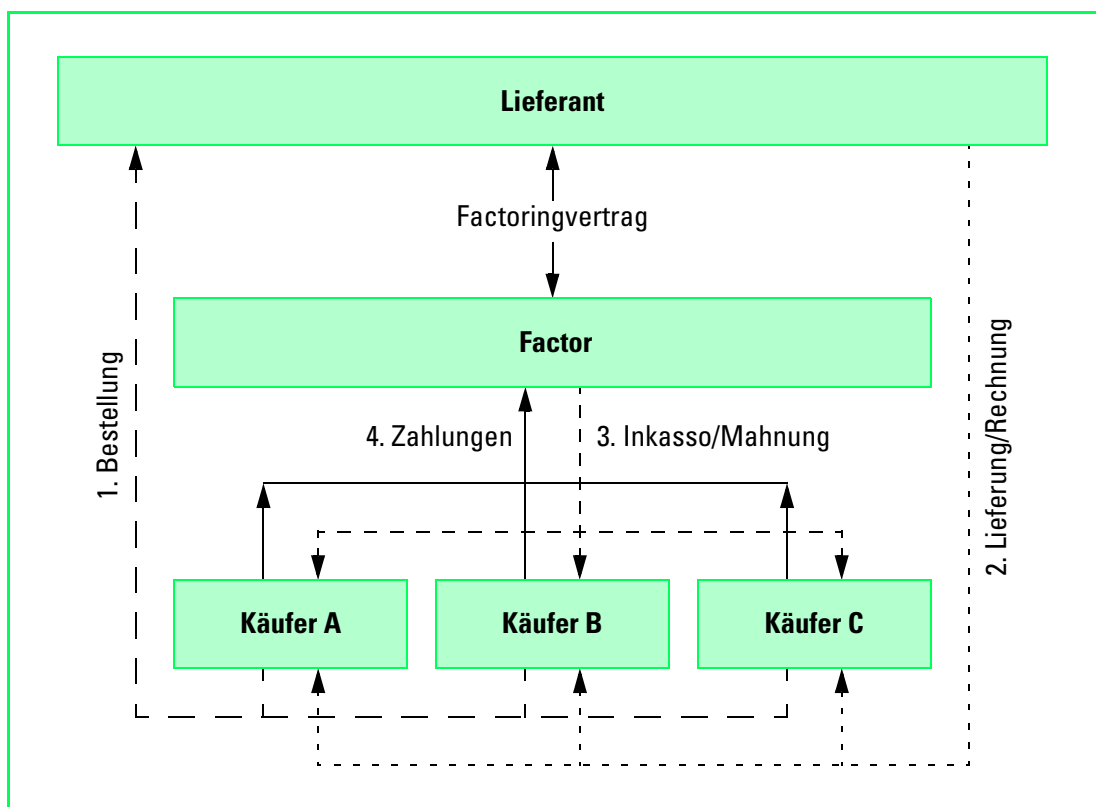 Lieferant
Factoringvertrag
Factor
1. Bestellung
4. Zahlungen
3. Inkasso/Mahnung
2. Lieferung/Rechnung
Käufer A
Käufer B
Käufer C